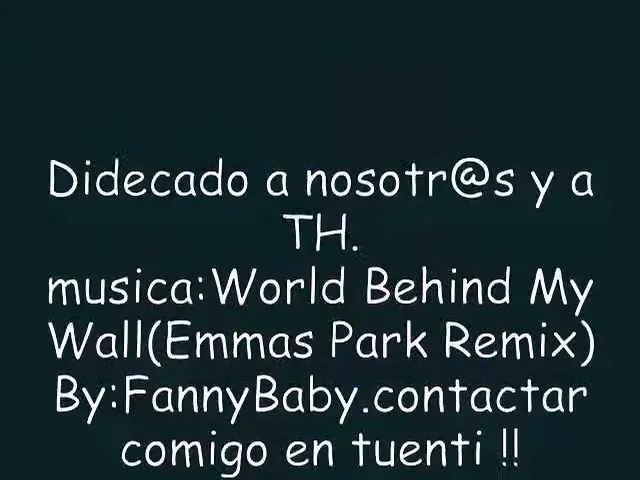 Didecado a nosotr@s y a
TH.
musica:World Behind My
Wall(Emmas Park Remix)
By:FannyBaby.contactar
comigo en tuenti !!